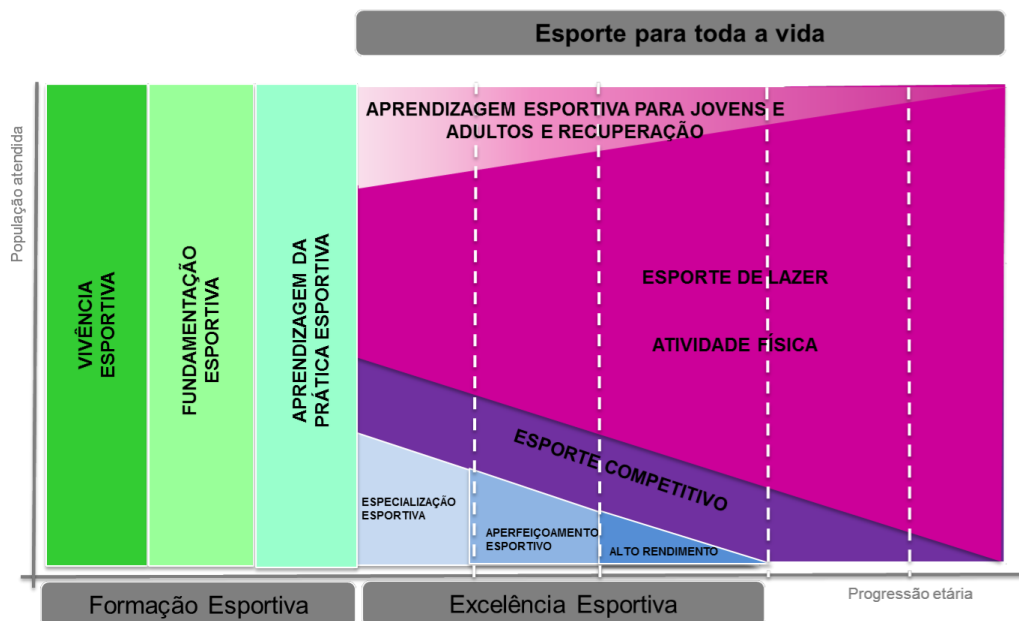 Esporte para toda a vida
População atendida
VIVÊNCIA
ESPORTIVA
FUNDAMENTAÇÃO
ESPORTIVA
APRENDIZAGEM DA
PRÁTICA ESPORTIVA
APRENDIZAGEM ESPORTIVA PARA JOVENS E
ADULTOS E RECUPERAÇÃO
ESPORTE DE LAZER
ATIVIDADE FÍSICA
ESPORTE COMPETITIVO
ESPECIALIZAÇÃO
ESPORTIVA
APERFEIÇOAMENTO
ESPORTIVO
ALTO RENDIMENTO
Formação Esportiva
Excelência Esportiva
Progressão etária